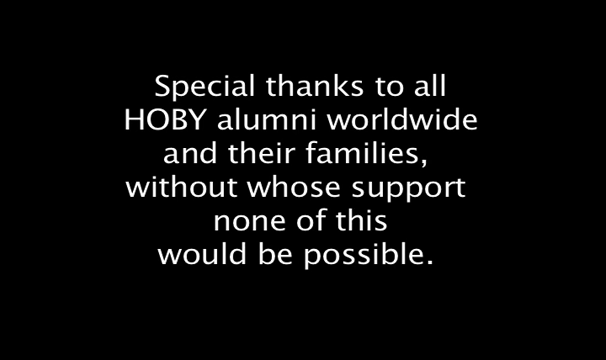 Special thanks to all
HOBY alumni worldwide
and their families,
without whose support
none of this
would be possible.